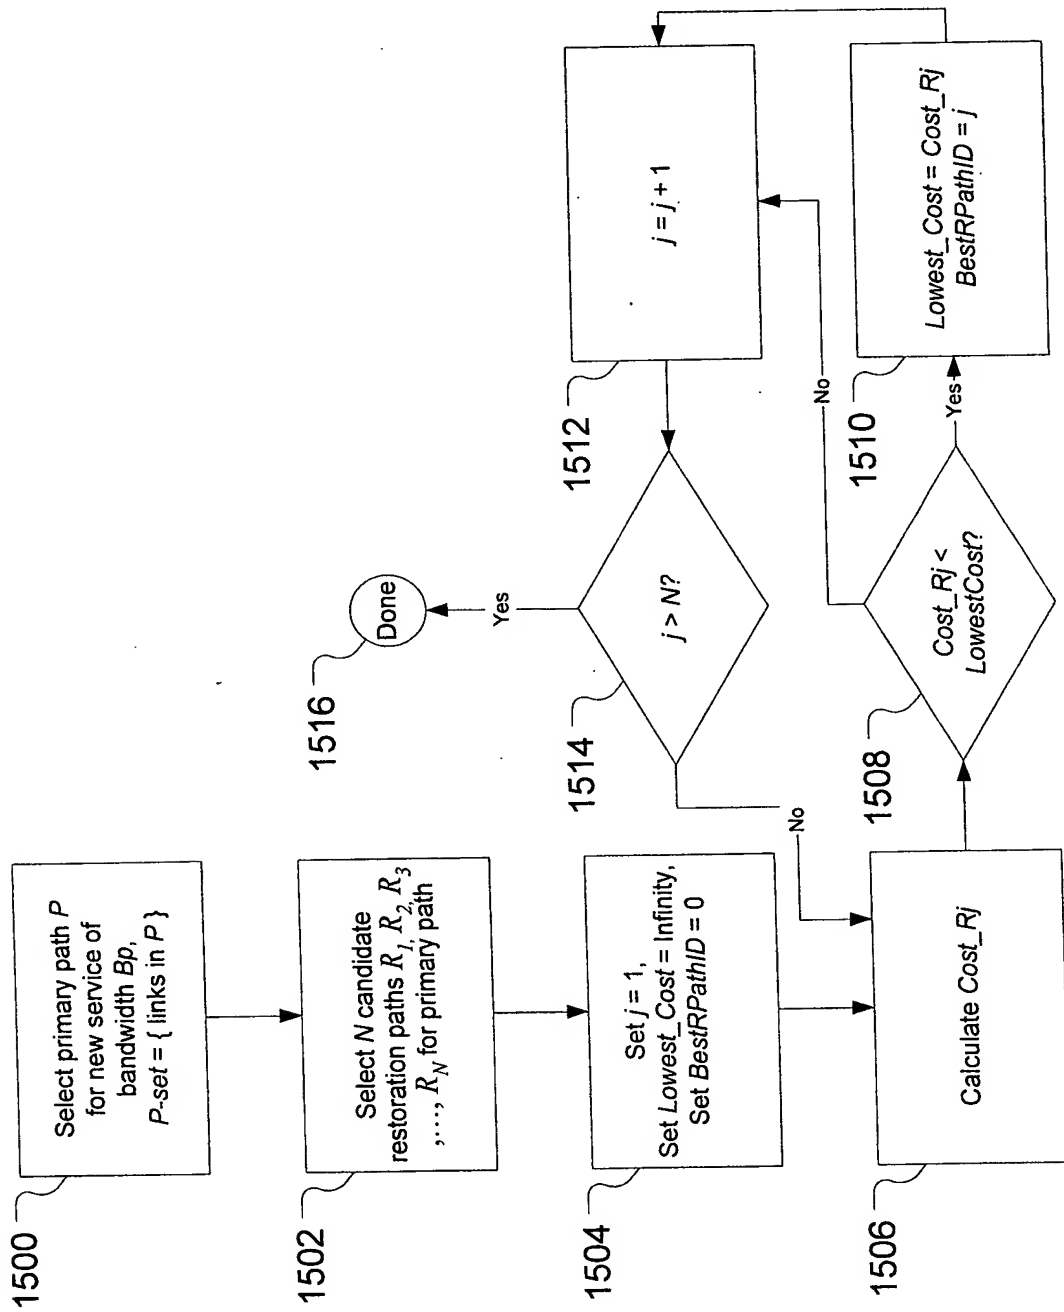 1500
Select primary path P
for new service of
bandwidth Bp,
P-set = { links in P }
1502
Select N candidate
restoration paths R1, R2, R3
,..., RN for primary path
1504
Set j = 1,
Set Lowest_Cost = Infinity,
Set BestRPathID = 0
1506
Calculate Cost_Rj
1508
Cost_Rj <
LowestCost?
Yes
No
1510
Lowest_Cost = Cost_Rj
BestRPathID = j
1512
j = j + 1
1514
j > N?
No
Yes
1516
Done